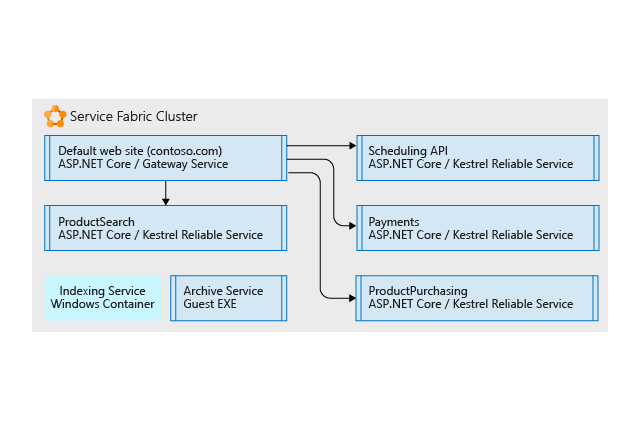 Service Fabric Cluster
Default web site (contoso.com)
ASP.NET Core / Gateway Service
Scheduling API
ASP.NET Core / Kestrel Reliable Service
ProductSearch
ASP.NET Core / Kestrel Reliable Service
Payments
ASP.NET Core / Kestrel Reliable Service
Indexing Service
Windows Container
Archive Service
Guest EXE
ProductPurchasing
ASP.NET Core / Kestrel Reliable Service